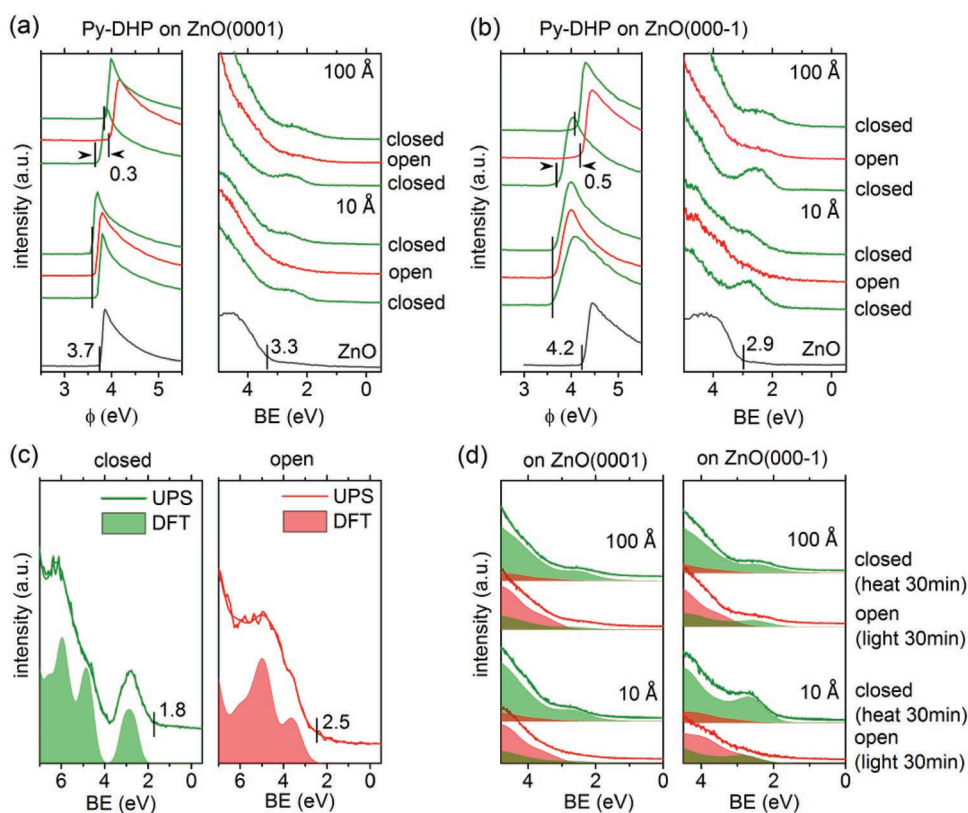 (a) Py-DHP on ZnO(0001)
intensity (a.u.)
0.3
3.7
2.5 3 4 5
ϕ (eV)
100 Å
closed
open
closed
10 Å
closed
open
closed
3.3 ZnO
4 2 0
BE (eV)
(b) Py-DHP on ZnO(000-1)
intensity (a.u.)
0.5
4.2
3 4 5
ϕ (eV)
100 Å
closed
open
closed
10 Å
closed
open
closed
2.9 ZnO
4 2 0
BE (eV)
(c)
closed
intensity (a.u.)
UPS
DFT
1.8
6 4 2 0
BE (eV)
open
UPS
DFT
2.5
6 4 2 0
BE (eV)
(d)
on ZnO(0001)
intensity (a.u.)
100 Å
10 Å
4 2 0
BE (eV)
on ZnO(000-1)
100 Å
closed
(heat 30min)
open
(light 30min)
10 Å
closed
(heat 30min)
open
(light 30min)
4 2 0
BE (eV)